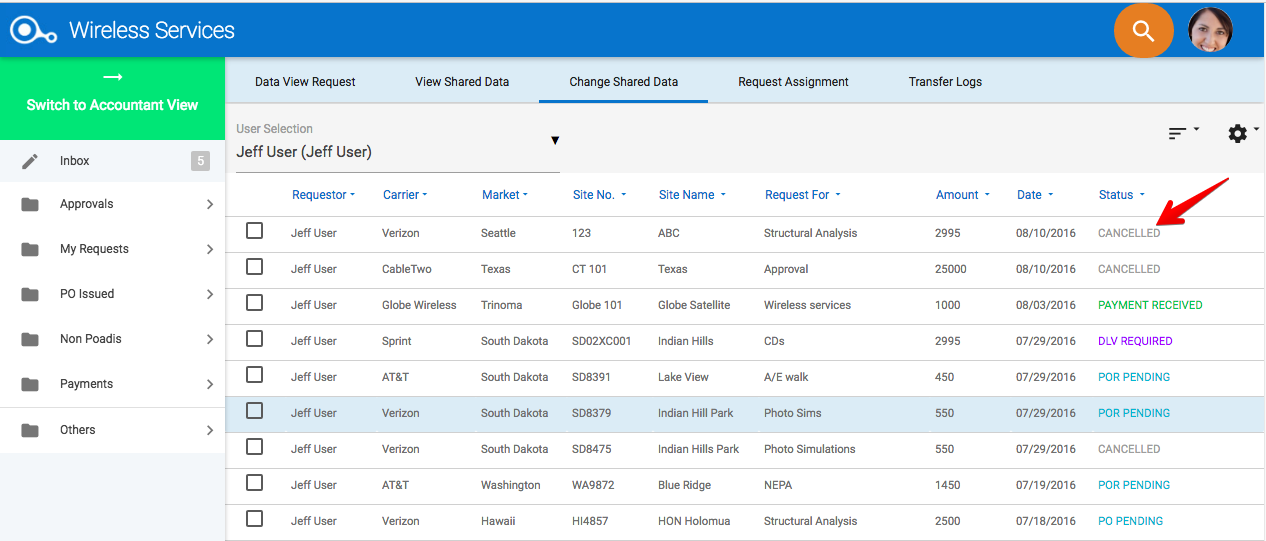 Wireless Services
Switch to Accountant View
Inbox 5
Approvals
My Requests
PO Issued
Non Poadis
Payments
Others
Data View Request View Shared Data Change Shared Data Request Assignment Transfer Logs
User Selection
Jeff User (Jeff User)
Requestor Carrier Market Site No. Site Name Request For Amount Date Status
Jeff User Verizon Seattle 123 ABC Structural Analysis 2995 08/10/2016 CANCELLED
Jeff User CableTwo Texas CT 101 Texas Approval 25000 08/10/2016 CANCELLED
Jeff User Globe Wireless Trinoma Globe 101 Globe Satellite Wireless services 1000 08/03/2016 PAYMENT RECEIVED
Jeff User Sprint South Dakota SD02XC001 Indian Hills CDs 2995 07/29/2016 DLV REQUIRED
Jeff User AT&T South Dakota SD8391 Lake View A/E walk 450 07/29/2016 POR PENDING
Jeff User Verizon South Dakota SD8379 Indian Hill Park Photo Sims 550 07/29/2016 POR PENDING
Jeff User Verizon South Dakota SD8475 Indian Hills Park Photo Simulations 550 07/29/2016 CANCELLED
Jeff User AT&T Washington WA9872 Blue Ridge NEPA 1450 07/19/2016 POR PENDING
Jeff User Verizon Hawaii HI4857 HON Holomua Structural Analysis 2500 07/18/2016 PO PENDING